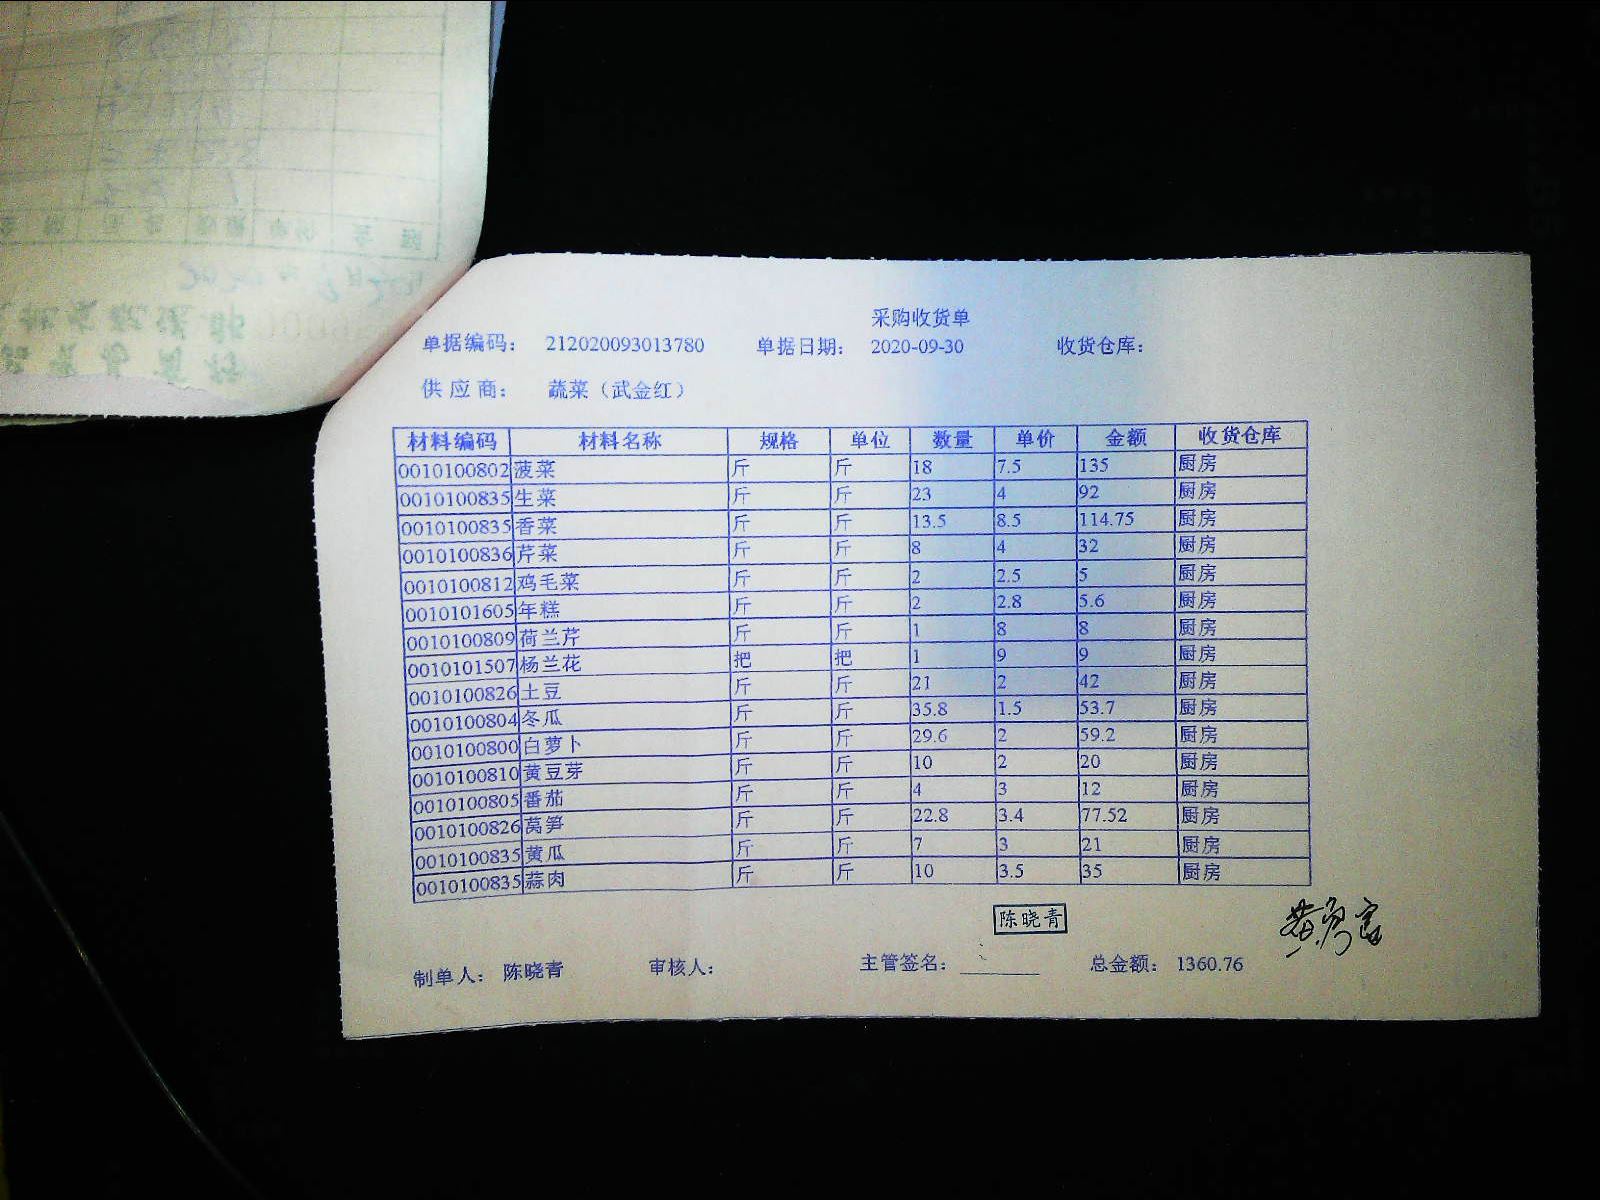 采购收货单
单据编码： 212020093013780 单据日期： 2020-09-30 收货仓库：
供应商： 蔬菜（武金红）
材料编码 材料名称 规格 单位 数量 单价 金额 收货仓库
0010100802 菠菜 斤 斤 18 7.5 135 厨房
0010100835 生菜 斤 斤 23 4 92 厨房
0010100835 香菜 斤 斤 13.5 8.5 114.75 厨房
0010100836 芹菜 斤 斤 8 4 32 厨房
0010100812 鸡毛菜 斤 斤 2 2.5 5 厨房
0010101605 年糕 斤 斤 2 2.8 5.6 厨房
0010100809 荷兰芹 斤 斤 1 8 8 厨房
0010101507 杨兰花 把 把 1 9 9 厨房
0010100826 土豆 斤 斤 21 2 42 厨房
0010100804 冬瓜 斤 斤 35.8 1.5 53.7 厨房
0010100800 白萝卜 斤 斤 29.6 2 59.2 厨房
0010100810 黄豆芽 斤 斤 10 2 20 厨房
0010100805 番茄 斤 斤 4 3 12 厨房
0010100826 莴笋 斤 斤 22.8 3.4 77.52 厨房
0010100835 黄瓜 斤 斤 7 3 21 厨房
0010100835 蒜肉 斤 斤 10 3.5 35 厨房
陈晓青
制单人： 陈晓青 审核人： 主管签名： 总金额： 1360.76